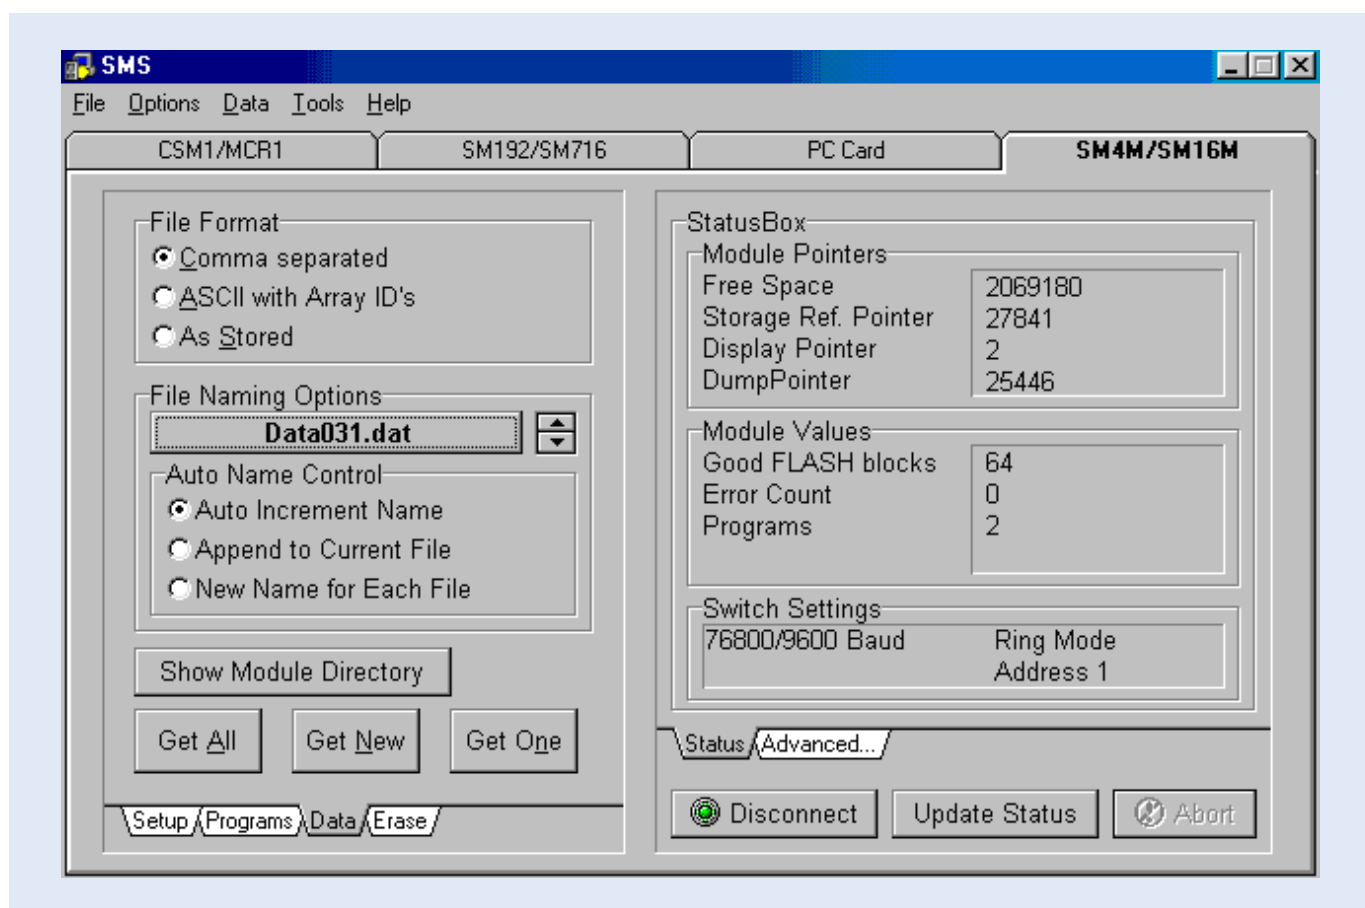 SMS
File Options Data Tools Help
CSM1/MCR1 SM192/SM716 PC Card SM4M/SM16M
File Format
Comma separated
ASCII with Array ID's
As Stored
File Naming Options
Data031.dat
Auto Name Control
Auto Increment Name
Append to Current File
New Name for Each File
Show Module Directory
Get All Get New Get One
Setup Programs Data Erase
StatusBox
Module Pointers
Free Space 2069180
Storage Ref. Pointer 27841
Display Pointer 2
DumpPointer 25446
Module Values
Good FLASH blocks 64
Error Count 0
Programs 2
Switch Settings
76800/9600 Baud Ring Mode
Address 1
Status Advanced...
Disconnect Update Status Abort